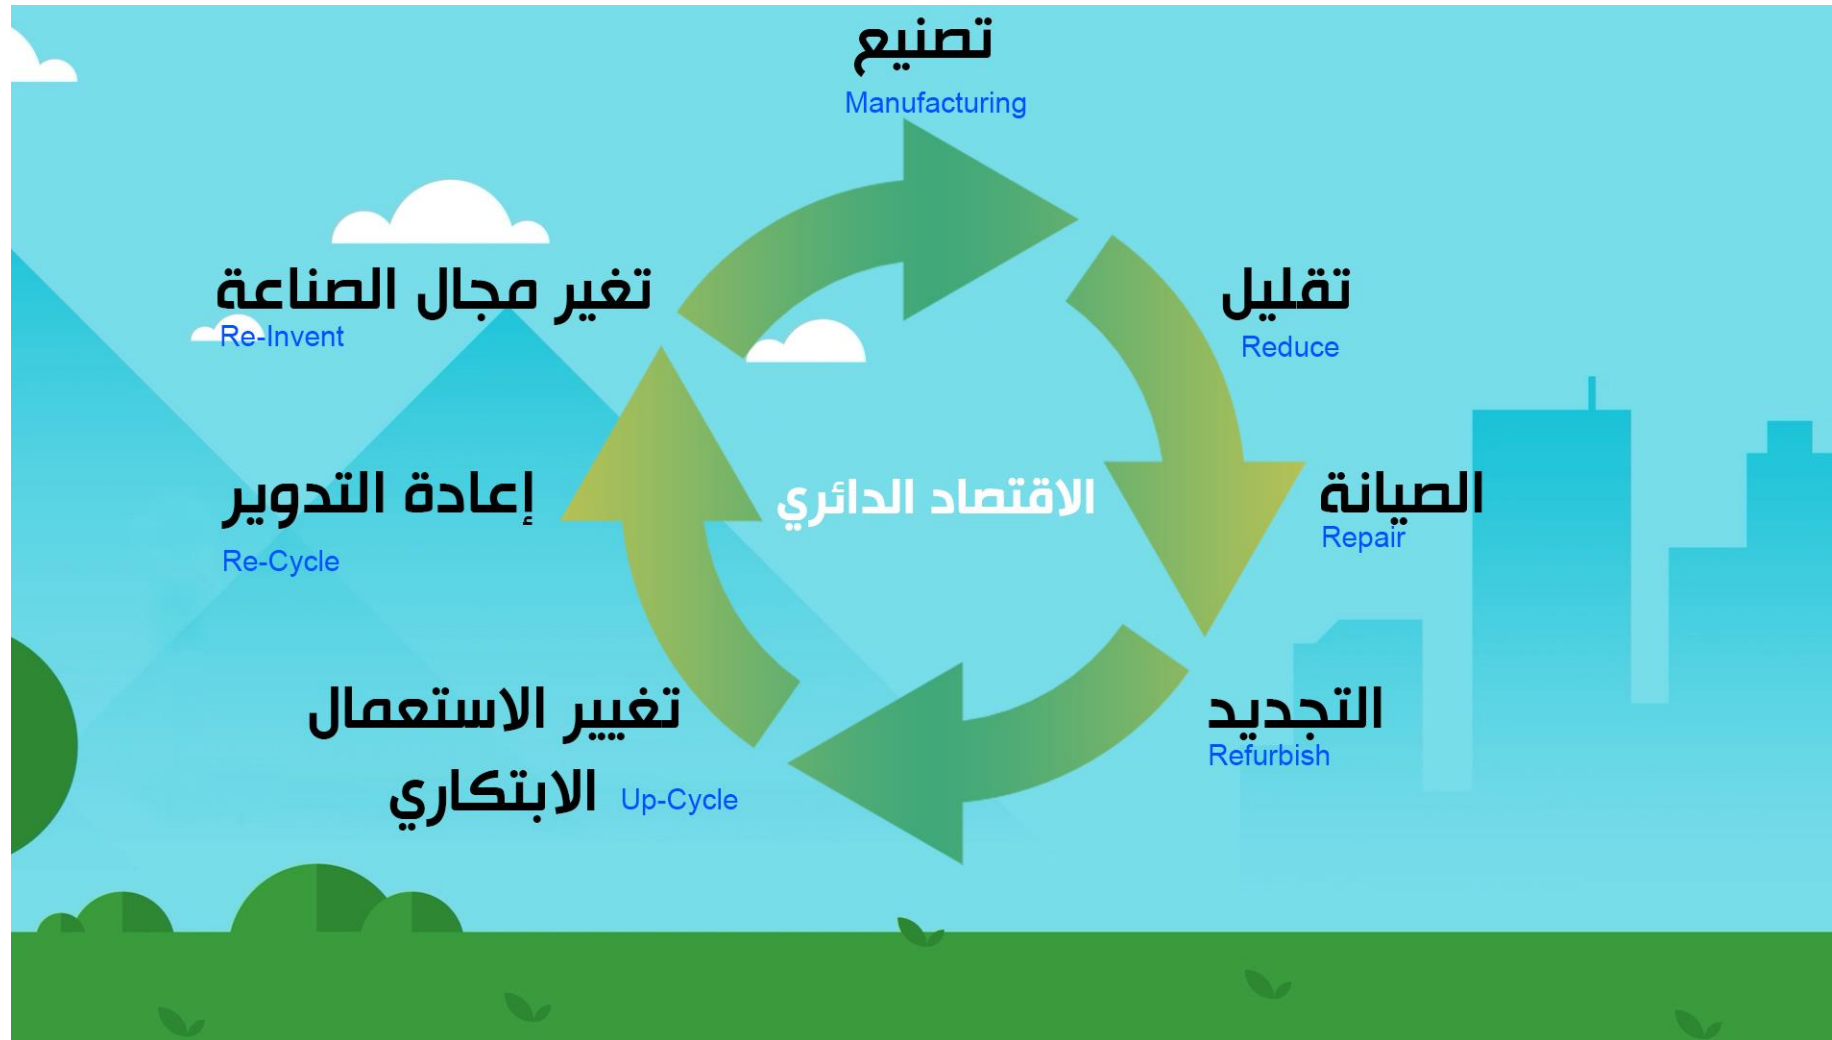 تصنيع
Manufacturing
تقليل
Reduce
الصيانة
Repair
التجديد
Refurbish
تغيير الاستعمال
الابتكاري Up-Cycle
إعادة التدوير
Re-Cycle
تغير مجال الصناعة
Re-Invent
الاقتصاد الدائري